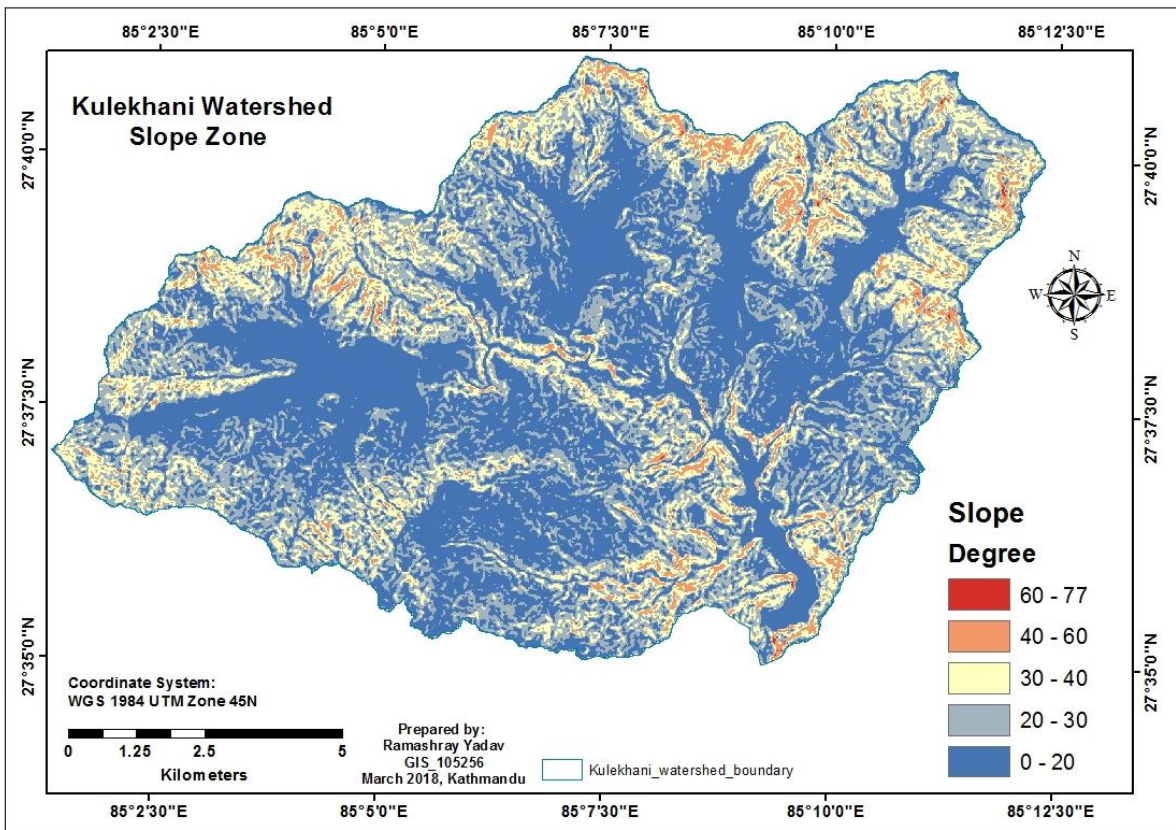 85°2'30"E 85°5'0"E 85°7'30"E 85°10'0"E 85°12'30"E
Kulekhani Watershed
Slope Zone
27°40'0"N
27°40'0"N
N
W E
S
27°37'30"N
27°37'30"N
Slope
Degree
60 - 77
40 - 60
30 - 40
20 - 30
0 - 20
27°35'0"N
27°35'0"N
Coordinate System:
WGS 1984 UTM Zone 45N
0 1.25 2.5 5
Kilometers
Prepared by:
Ramashray Yadav
GIS_105256
March 2018, Kathmandu
Kulekhani_watershed_boundary
85°2'30"E 85°5'0"E 85°7'30"E 85°10'0"E 85°12'30"E